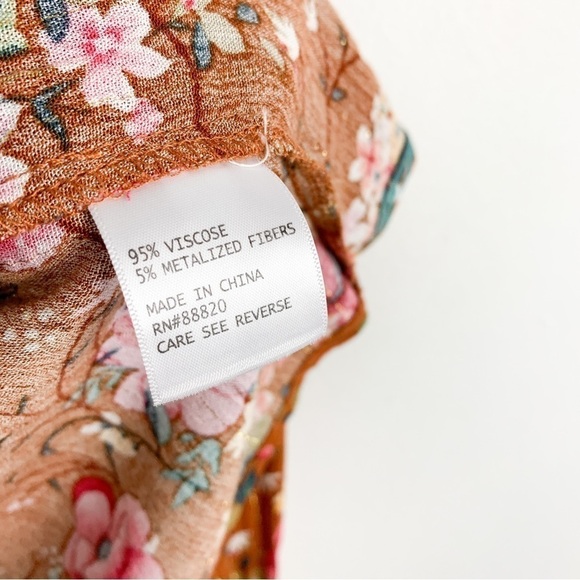 95% VISCOSE
5% METALIZED FIBERS
MADE IN CHINA
RN#88820
CARE SEE REVERSE